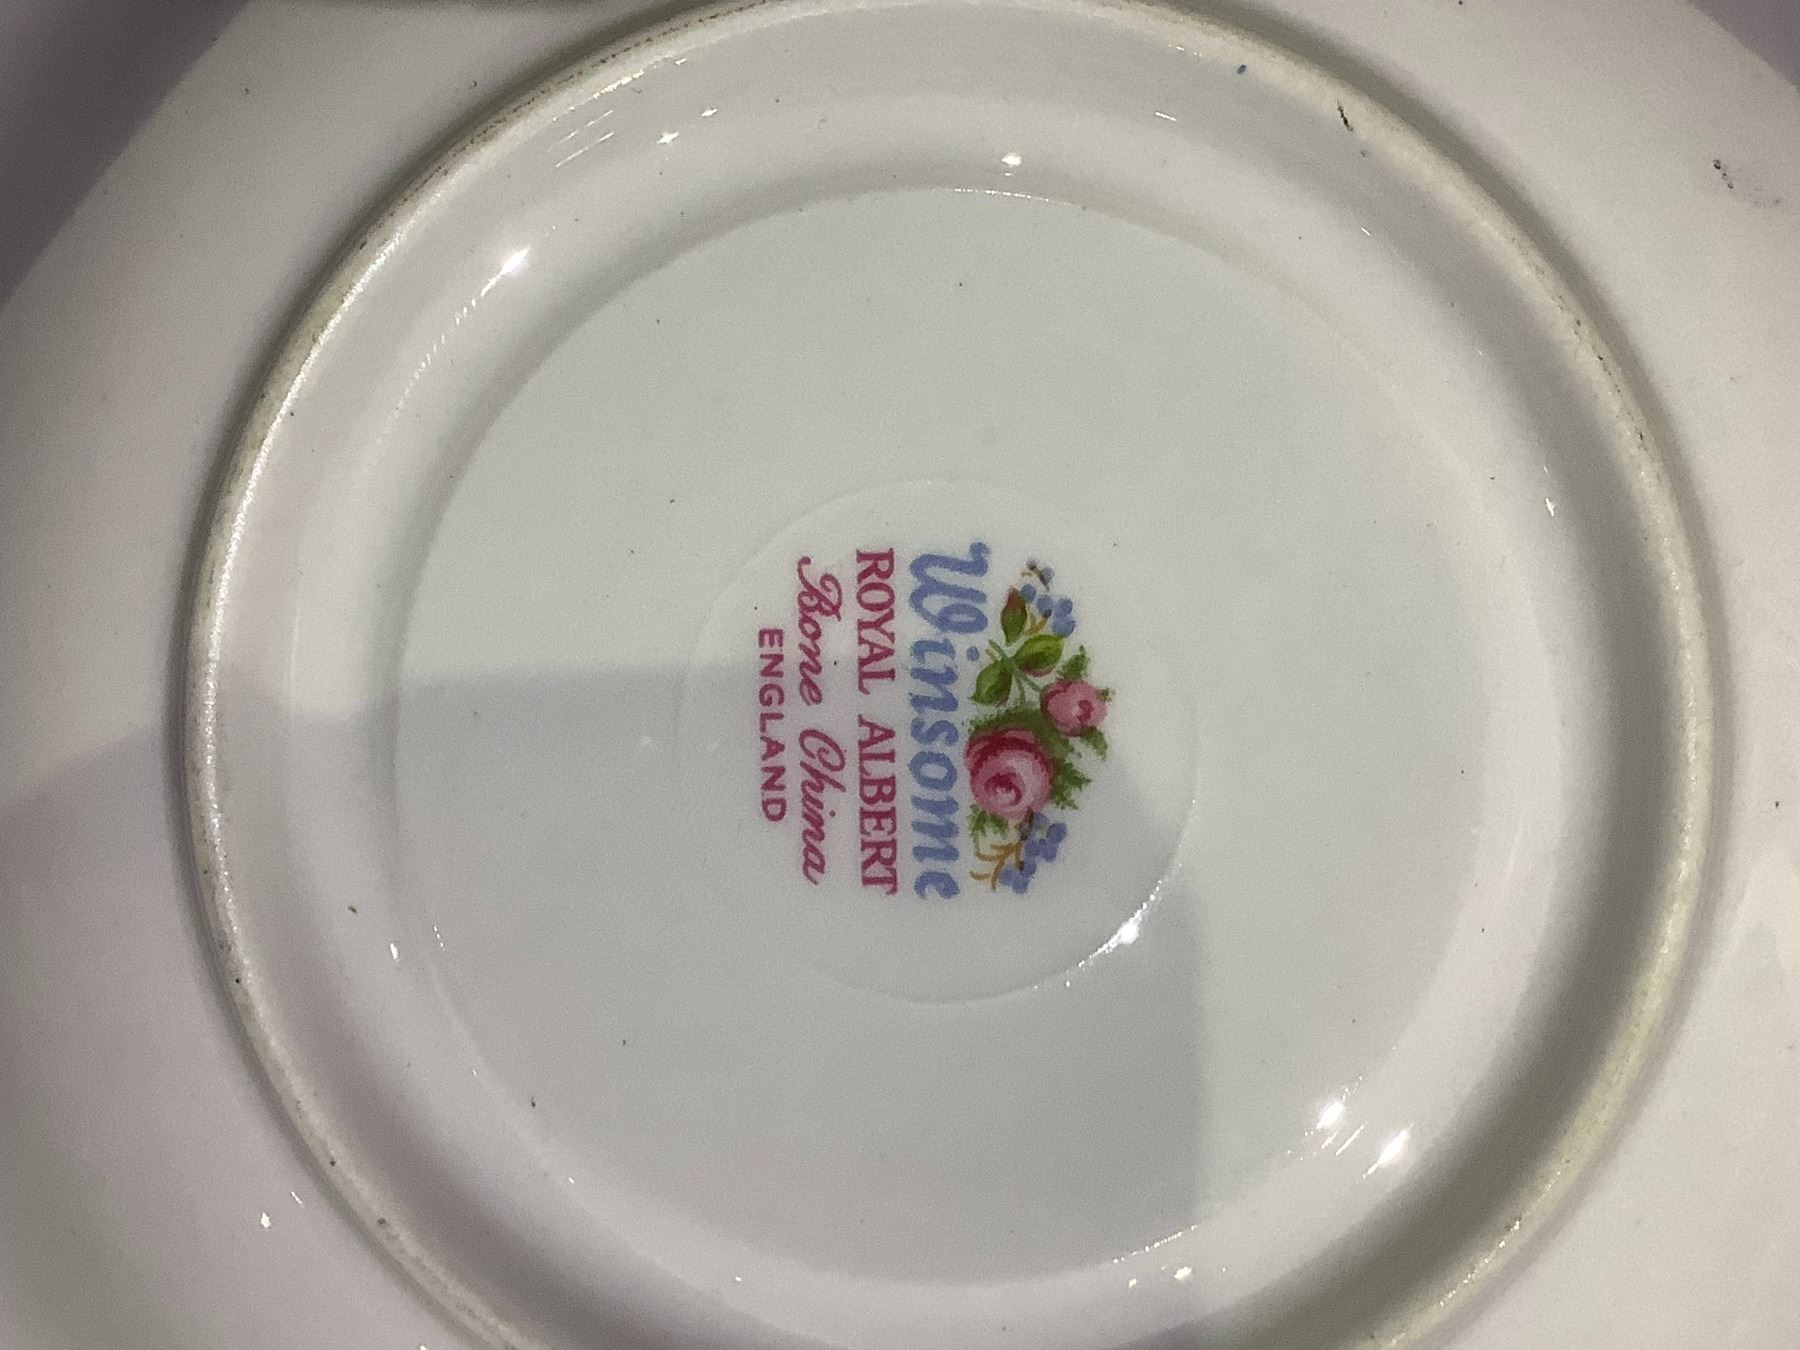 Winsome
ROYAL ALBERT
Bone China
ENGLAND